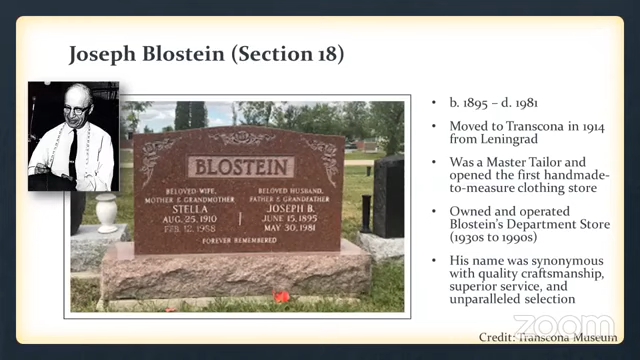 Joseph Blostein (Section 18)
BLOSTEIN
BELOVED WIFE,
MOTHER & GRANDMOTHER
STELLA
AUG. 25, 1910
FEB. 12, 1988
BELOVED HUSBAND,
FATHER & GRANDFATHER
JOSEPH B.
JUNE 15, 1895
MAY 30, 1981
FOREVER REMEMBERED
• b. 1895 – d. 1981
• Moved to Transcona in 1914
from Leningrad
• Was a Master Tailor and
opened the first handmade-
to-measure clothing store
• Owned and operated
Blostein's Department Store
(1930s to 1990s)
• His name was synonymous
with quality craftsmanship,
superior service, and
unparalleled selection
Credit: Transcona Museum
zoom